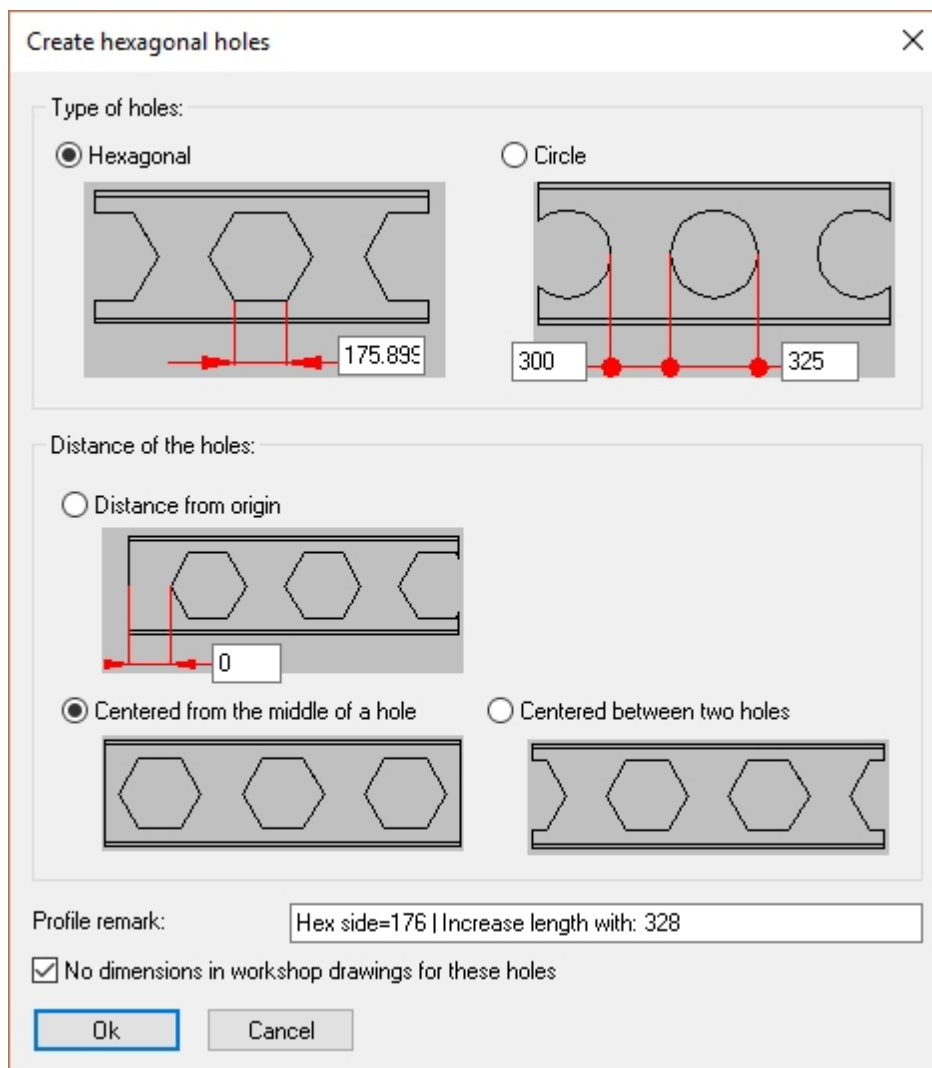 Create hexagonal holes
Type of holes:
Hexagonal
Circle
175.899
300
325
Distance of the holes:
Distance from origin
0
Centered from the middle of a hole
Centered between two holes
Profile remark:
Hex side=176 | Increase length with: 328
No dimensions in workshop drawings for these holes
Ok
Cancel